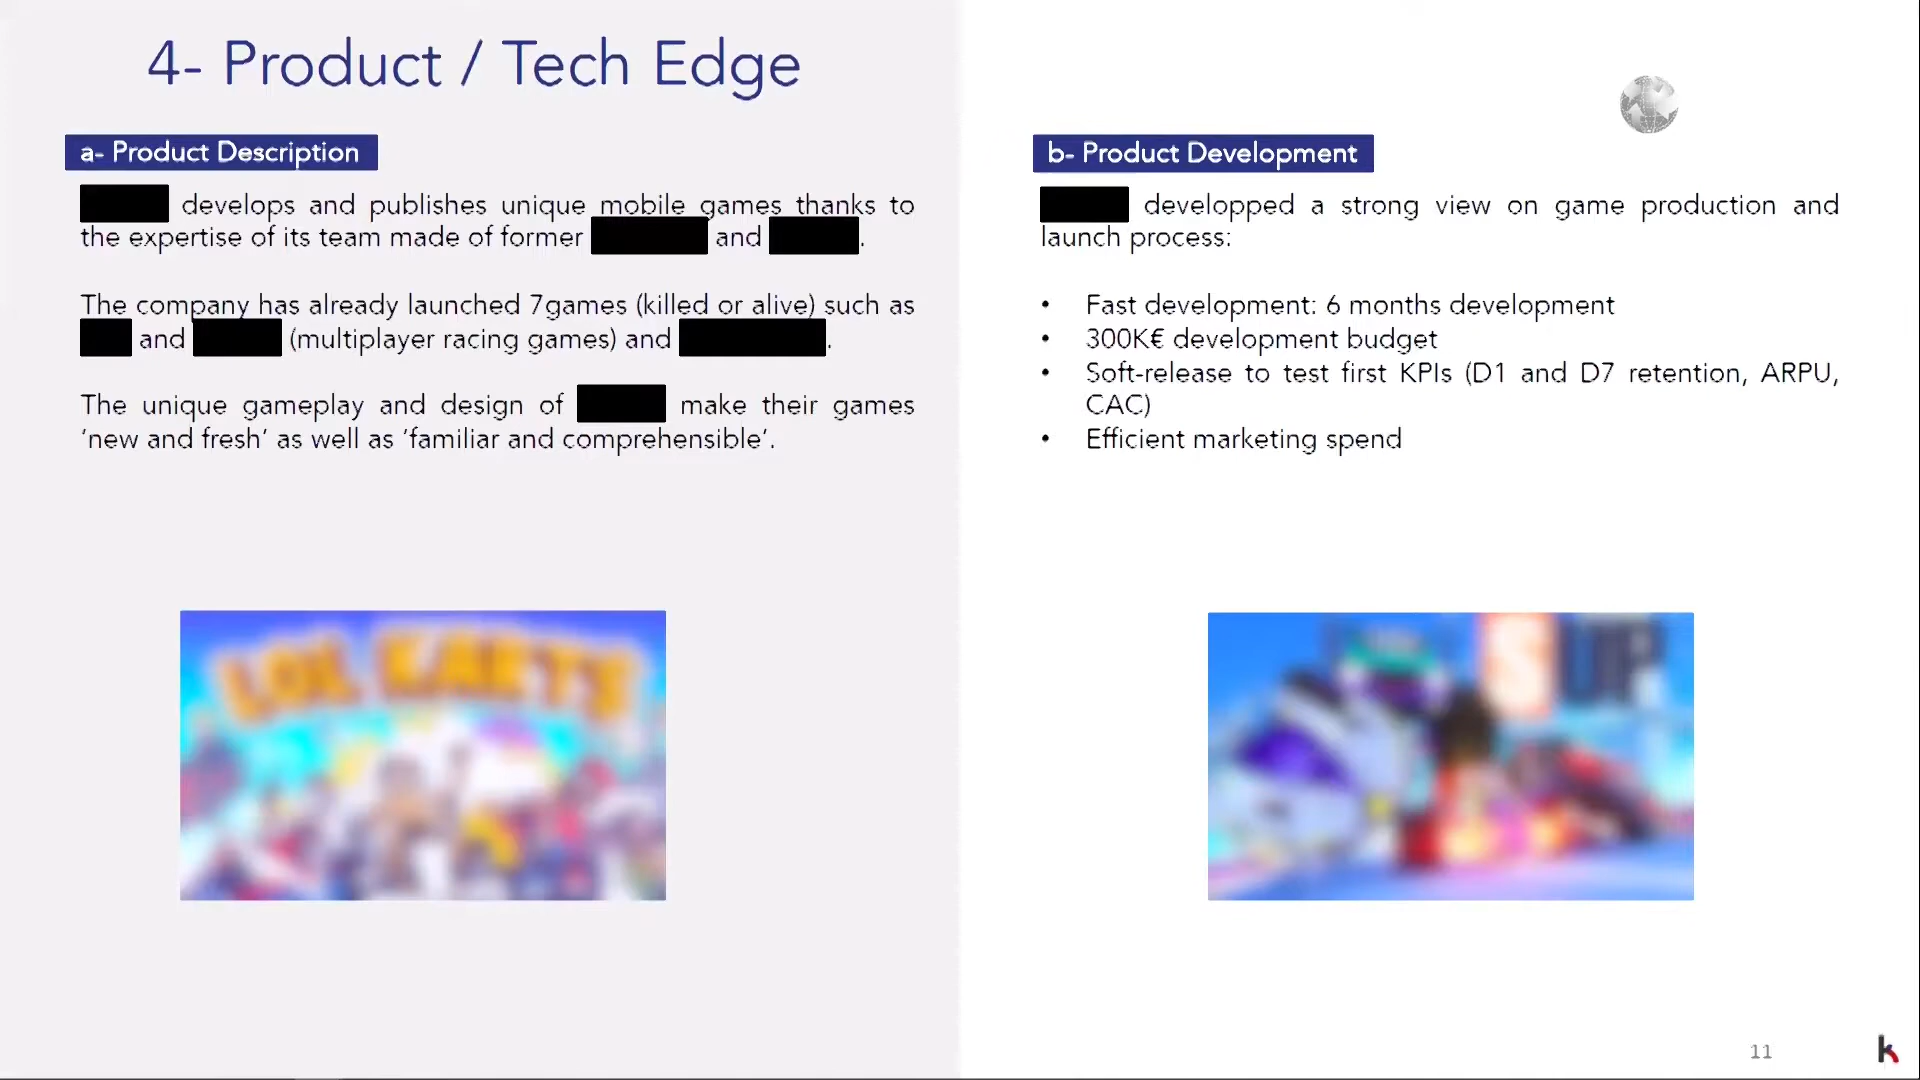 4- Product / Tech Edge
a- Product Description
develops and publishes unique mobile games thanks to
the expertise of its team made of former and .
The company has already launched 7games (killed or alive) such as
and (multiplayer racing games) and .
The unique gameplay and design of make their games
‘new and fresh’ as well as ‘familiar and comprehensible’.
LOL KARTS
b- Product Development
developped a strong view on game production and
launch process:
• Fast development: 6 months development
• 300K€ development budget
• Soft-release to test first KPIs (D1 and D7 retention, ARPU,
CAC)
• Efficient marketing spend
11
k